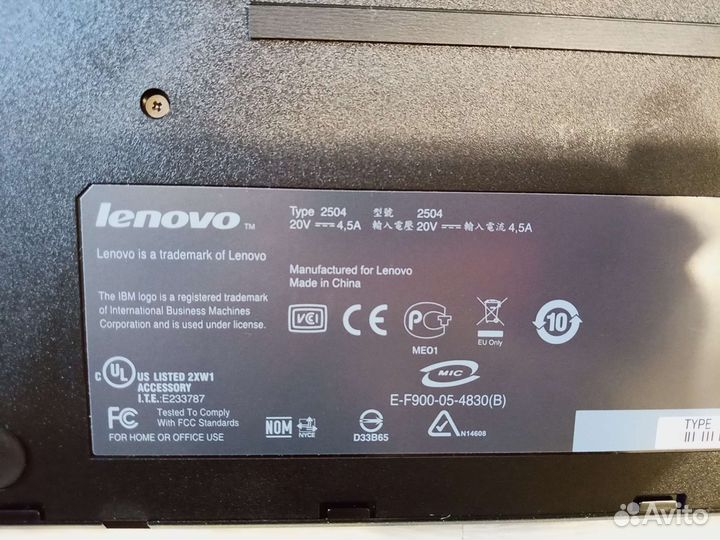 lenovo™
Type 2504 型號 2504
20V ⎓ 4,5A 輸入電壓 20V ⎓ 輸入電流 4,5A
Lenovo is a trademark of Lenovo
Manufactured for Lenovo
Made in China
The IBM logo is a registered trademark
of International Business Machines
Corporation and is used under license.
VCI
CE
PG
ME01
EU Only
10
c UL US LISTED 2XW1
ACCESSORY
I.T.E.:E233787
MIC
E-F900-05-4830(B)
FC Tested To Comply
With FCC Standards
FOR HOME OR OFFICE USE
NOM NYCE
D33B65
N14608
TYPE
Avito